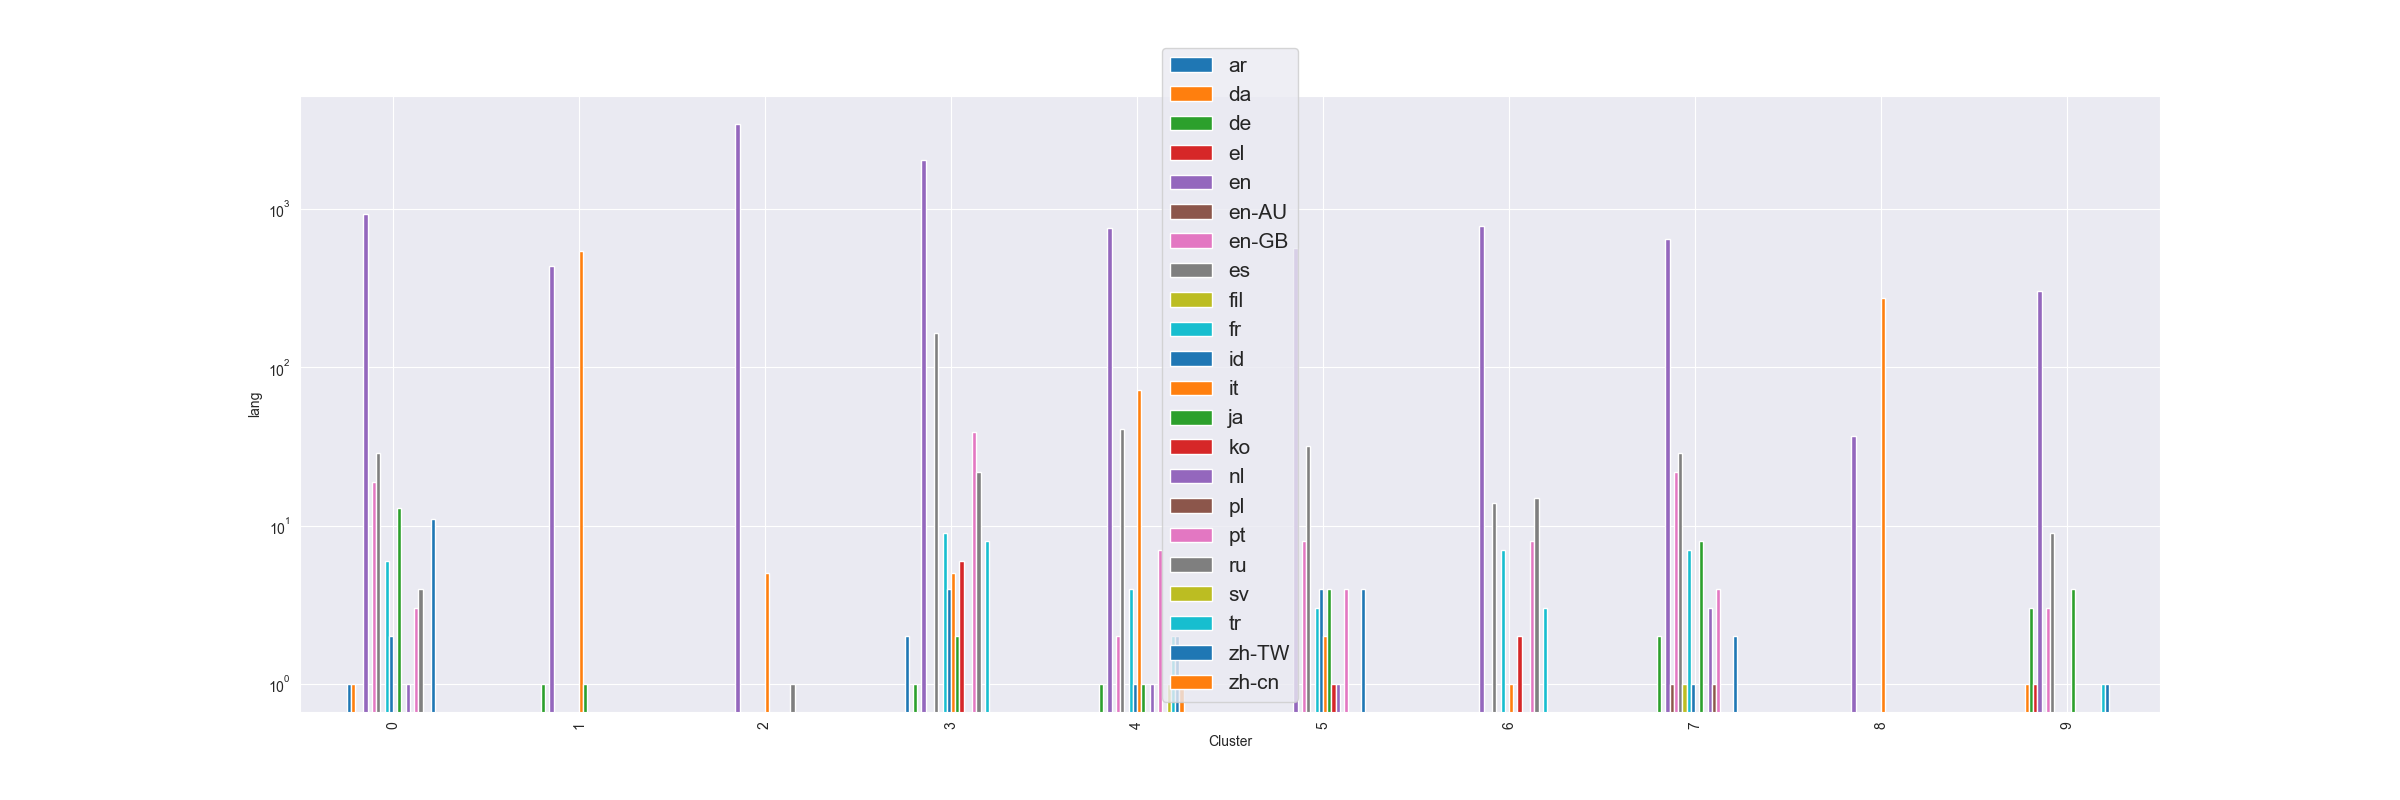 ar
da
de
el
en
en-AU
en-GB
es
fil
fr
id
it
ja
ko
nl
pl
pt
ru
sv
tr
zh-TW
zh-cn
10³
10²
10¹
10⁰
lang
0 1 2 3 4 5 6 7 8 9
Cluster